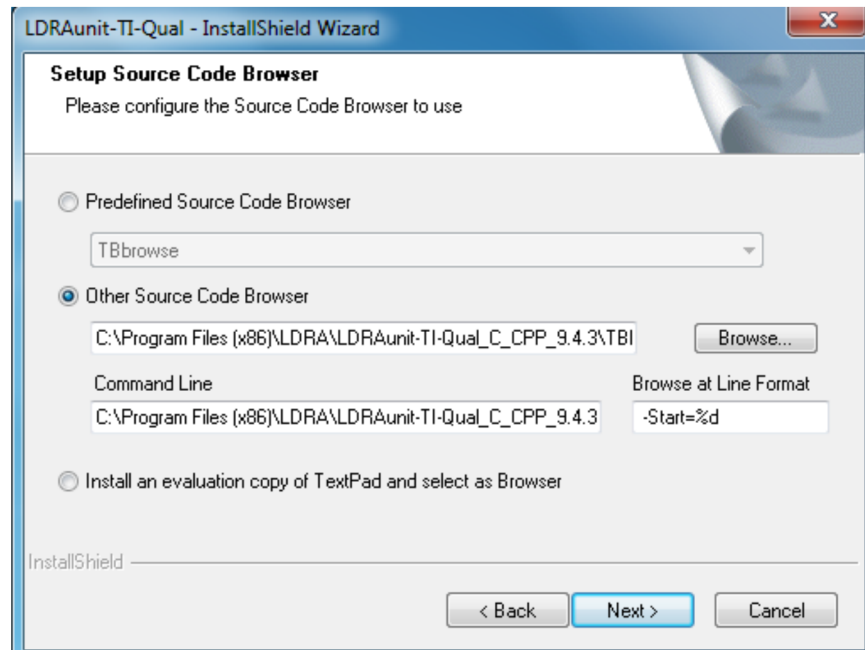 LDRAunit-TI-Qual - InstallShield Wizard
Setup Source Code Browser
Please configure the Source Code Browser to use
Predefined Source Code Browser
TBbrowse
Other Source Code Browser
C:\Program Files (x86)\LDRA\LDRAunit-TI-Qual_C_CPP_9.4.3\TBI
Browse...
Command Line
Browse at Line Format
C:\Program Files (x86)\LDRA\LDRAunit-TI-Qual_C_CPP_9.4.3
-Start=%d
Install an evaluation copy of TextPad and select as Browser
InstallShield
< Back
Next >
Cancel